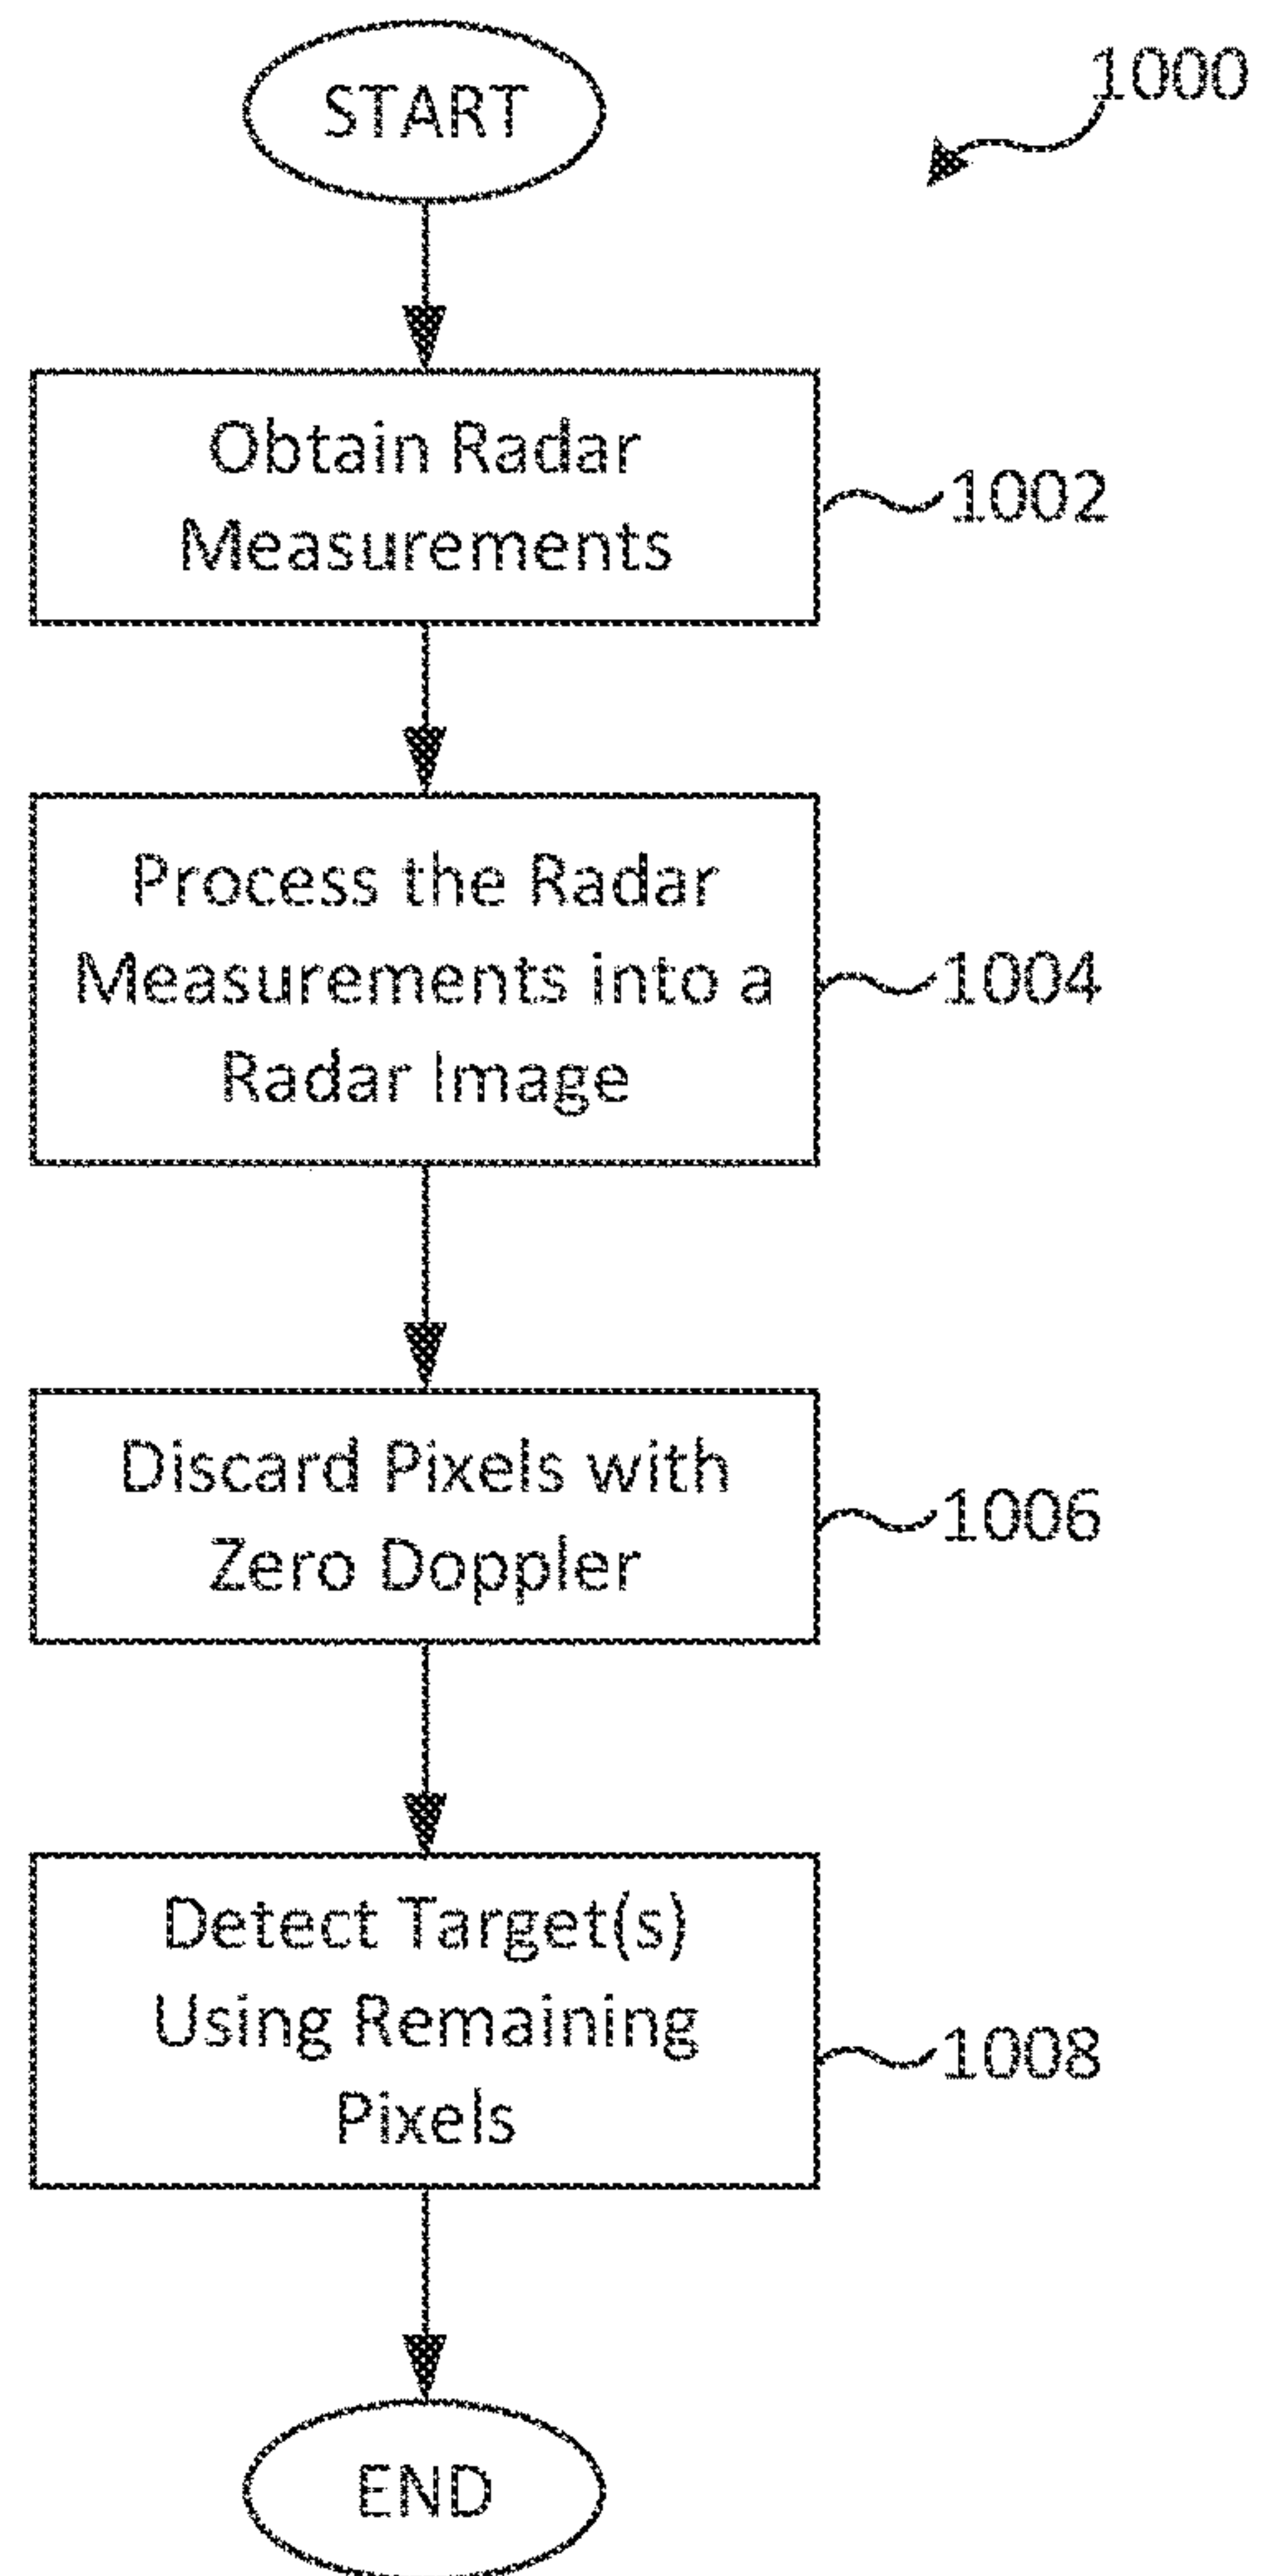 START
1000
Obtain Radar
Measurements
1002
Process the Radar
Measurements into a
Radar Image
1004
Discard Pixels with
Zero Doppler
1006
Detect Target(s)
Using Remaining
Pixels
1008
END